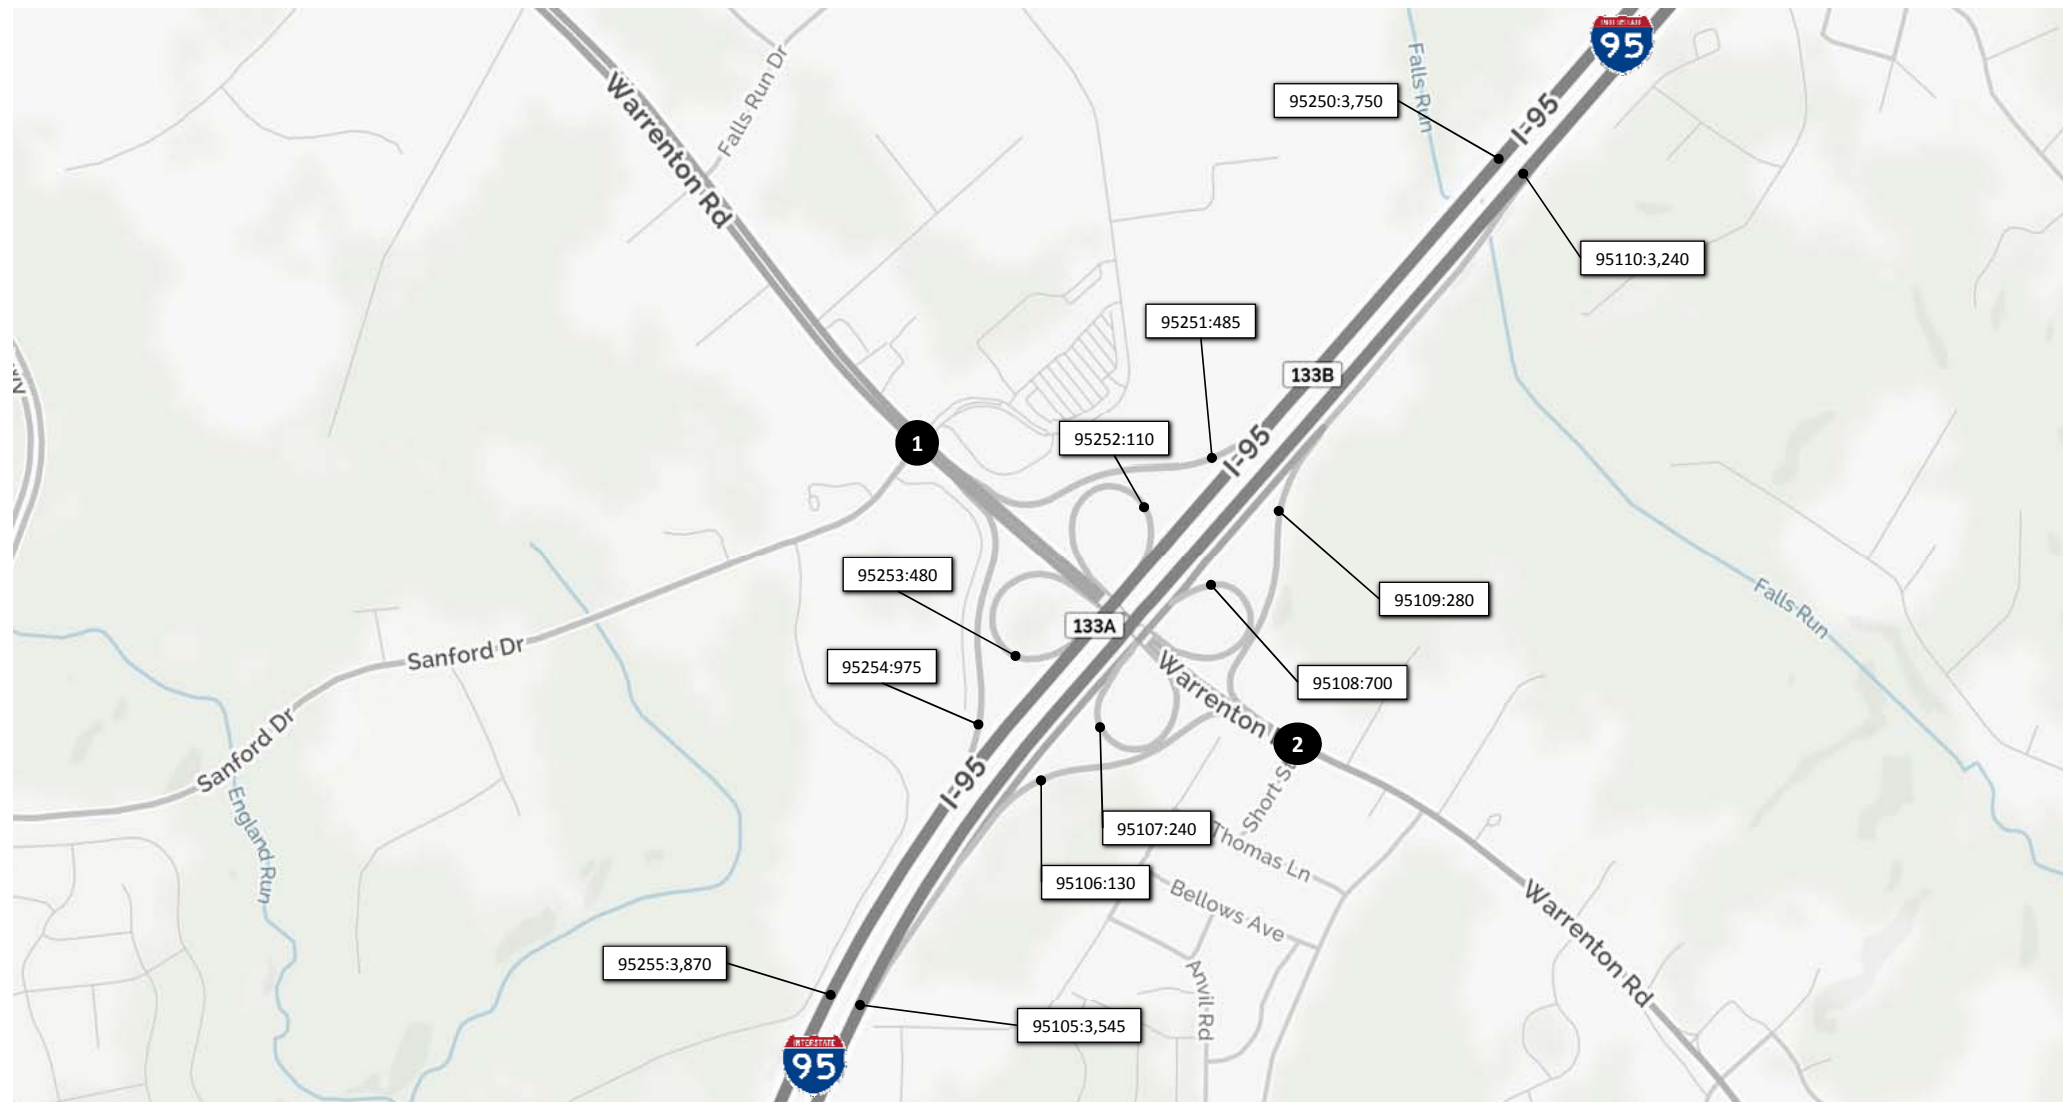 INTERSTATE
95
Warrenton Rd
Falls Run Dr
Falls Run
I-95
95250:3,750
95110:3,240
95251:485
133B
95252:110
I-95
1
95253:480
95109:280
133A
95254:975
95108:700
Sanford Dr
Warrenton
2
Falls Run
Sanford Dr
I-95
Short St
95107:240
Thomas Ln
England Run
95106:130
Bellows Ave
Warrenton Rd
95255:3,870
Anvil Rd
95105:3,545
INTERSTATE
95